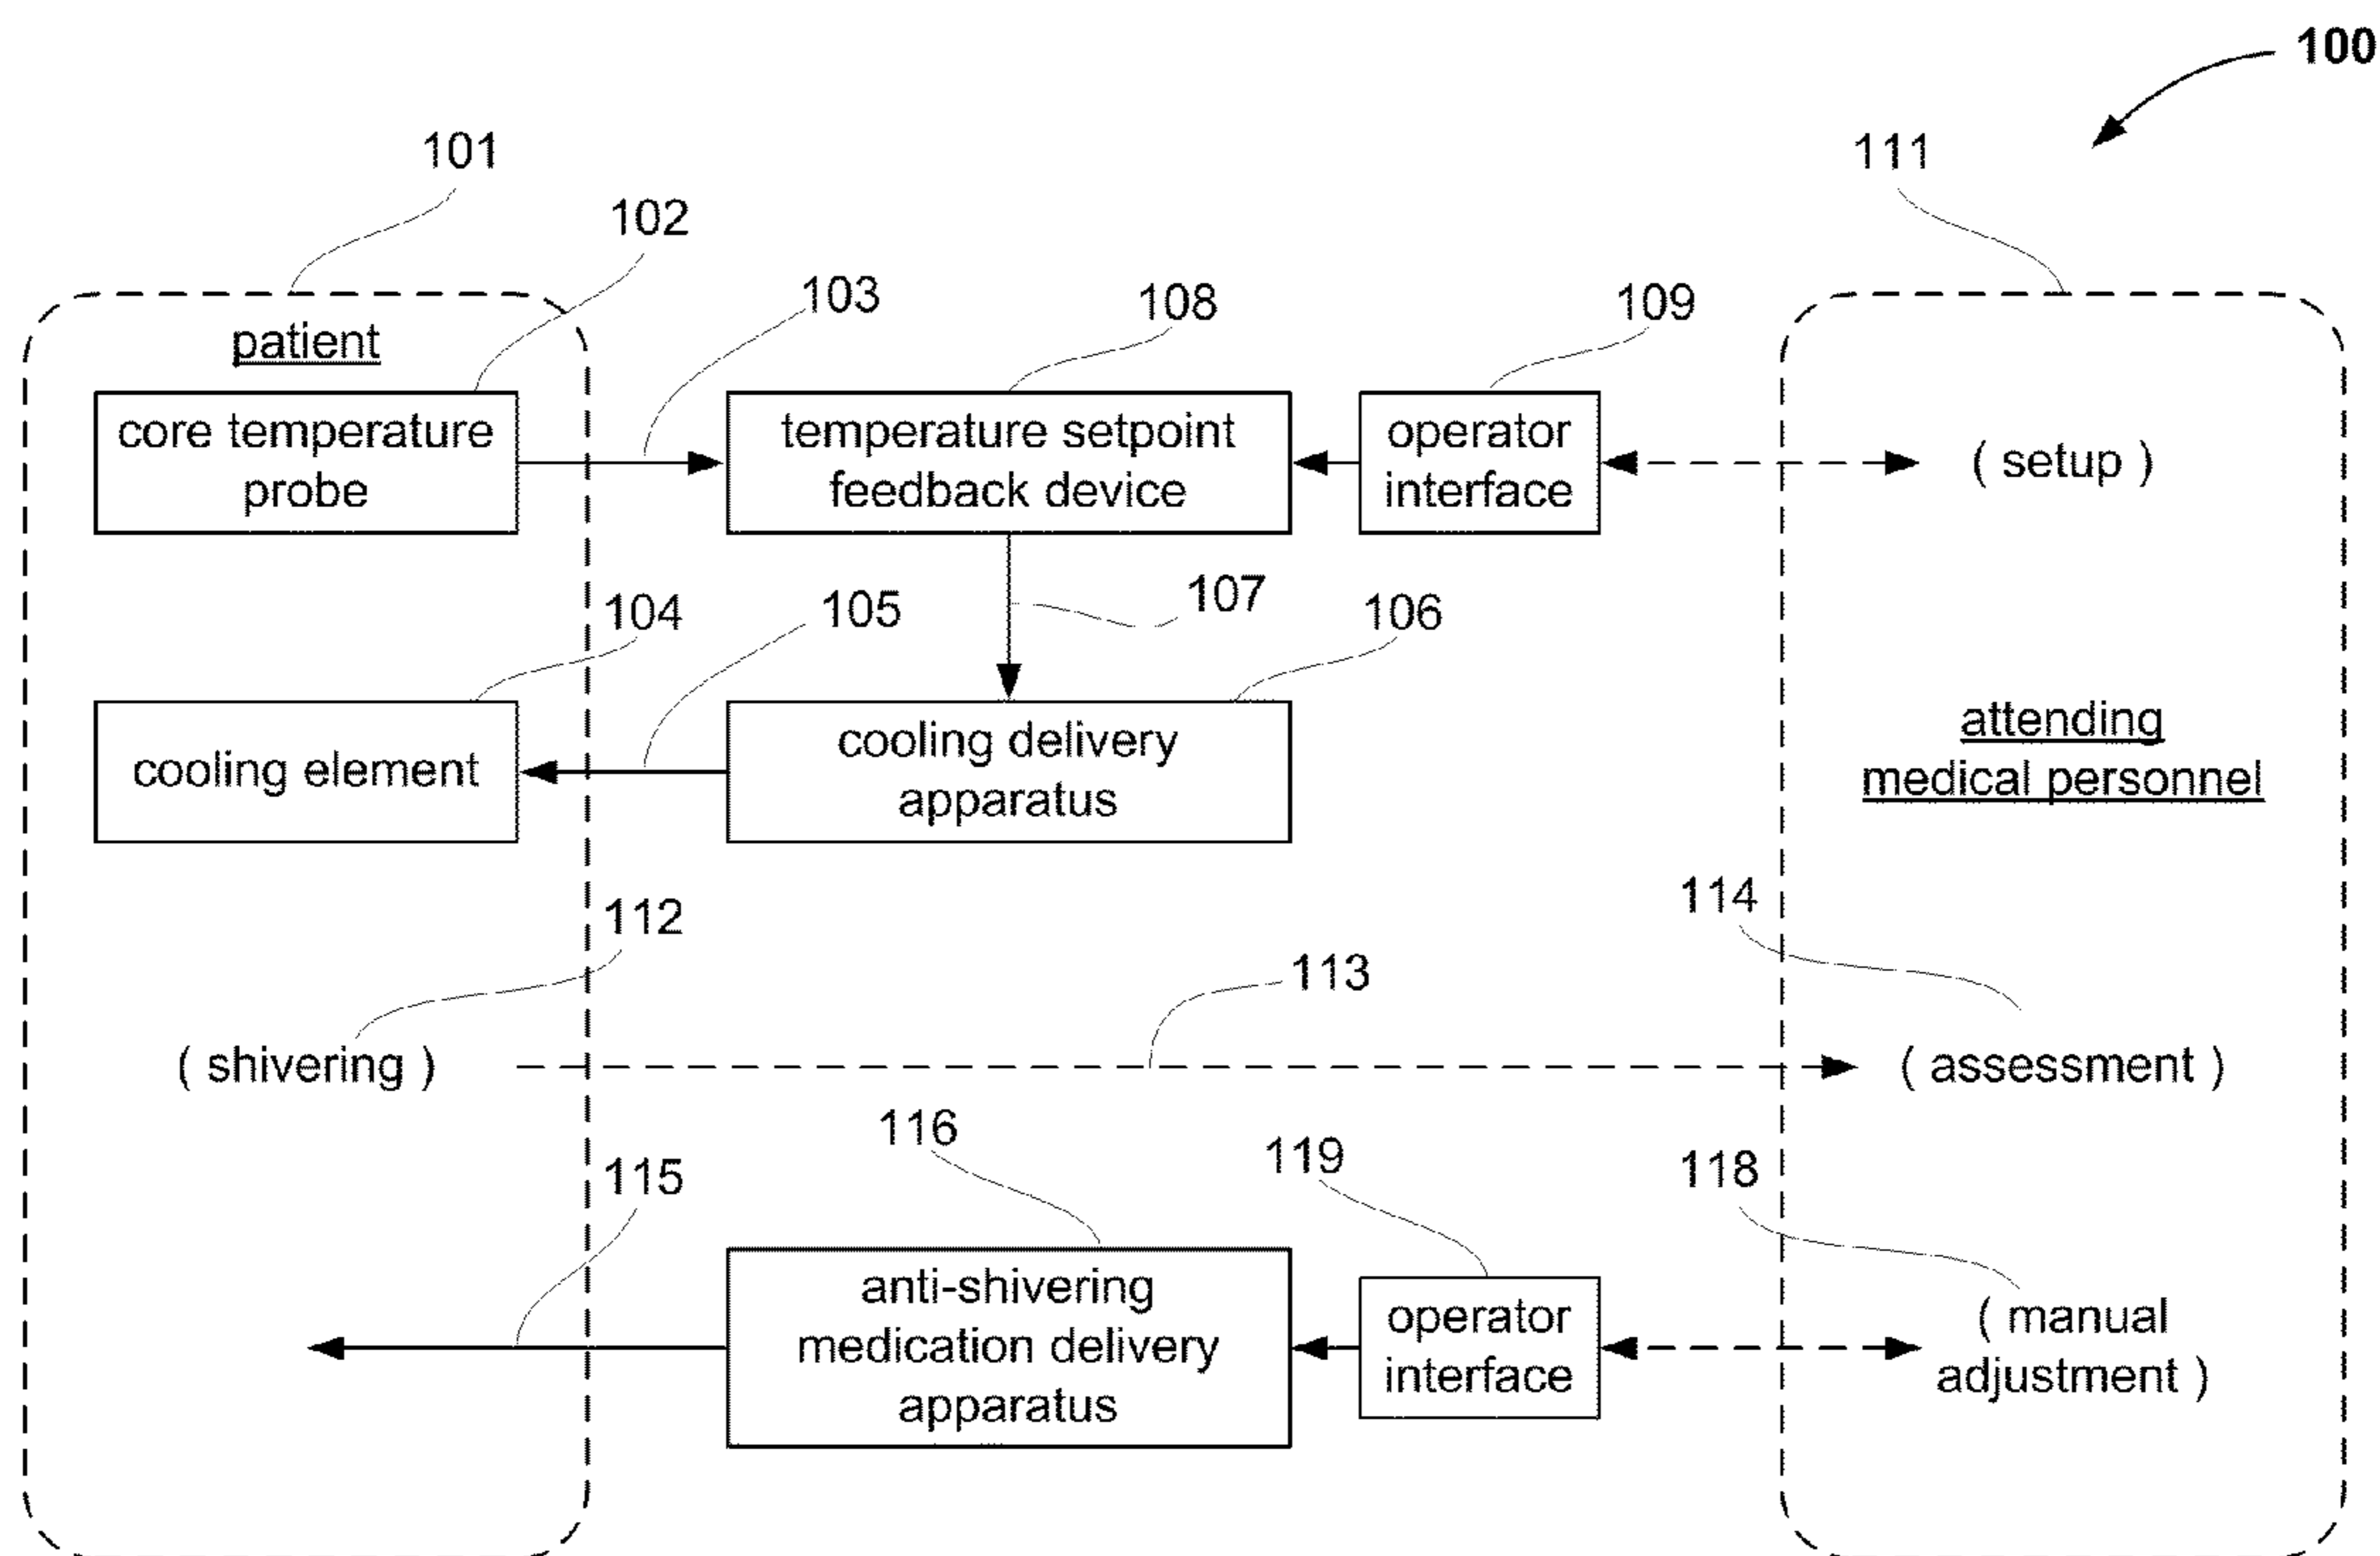 100
101
111
102
103
108
109
patient
core temperature
probe
temperature setpoint
feedback device
operator
interface
( setup )
104
105
107
106
cooling element
cooling delivery
apparatus
attending
medical personnel
112
114
113
( shivering )
( assessment )
116
119
118
115
anti-shivering
medication delivery
apparatus
operator
interface
( manual
adjustment )